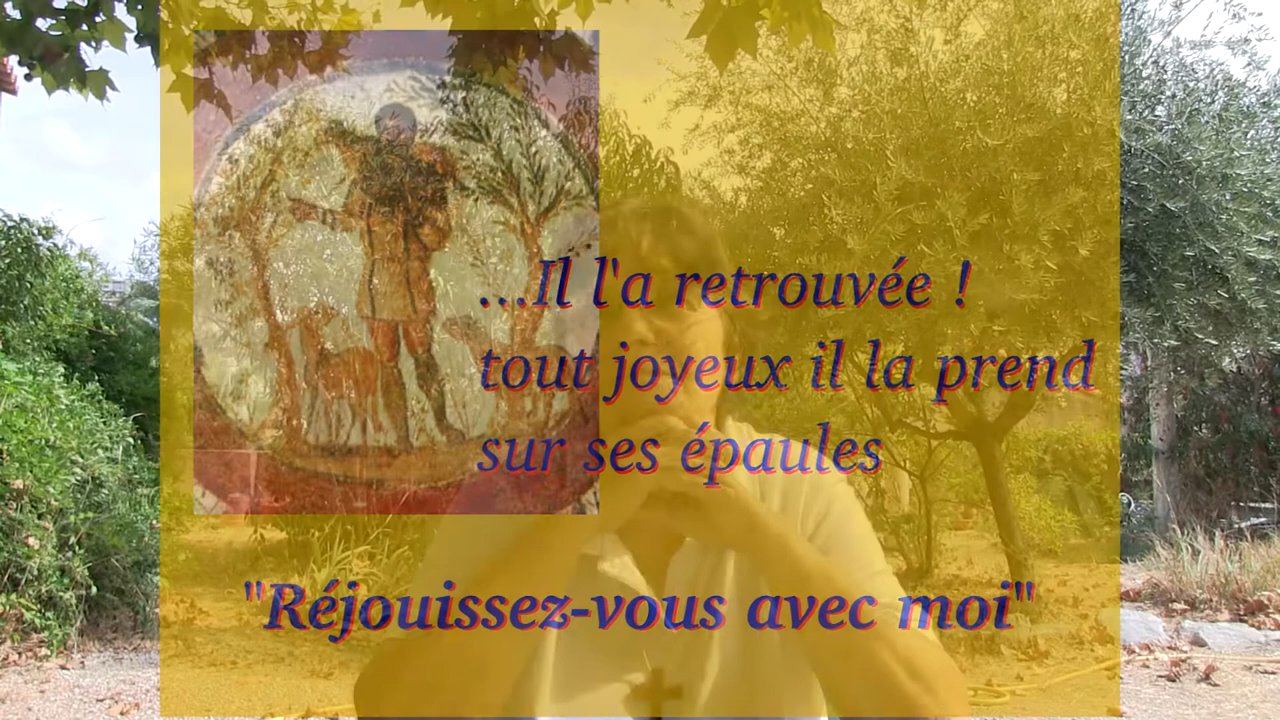 ...Il l'a retrouvée !
tout joyeux il la prend
sur ses épaules
"Réjouissez-vous avec moi"